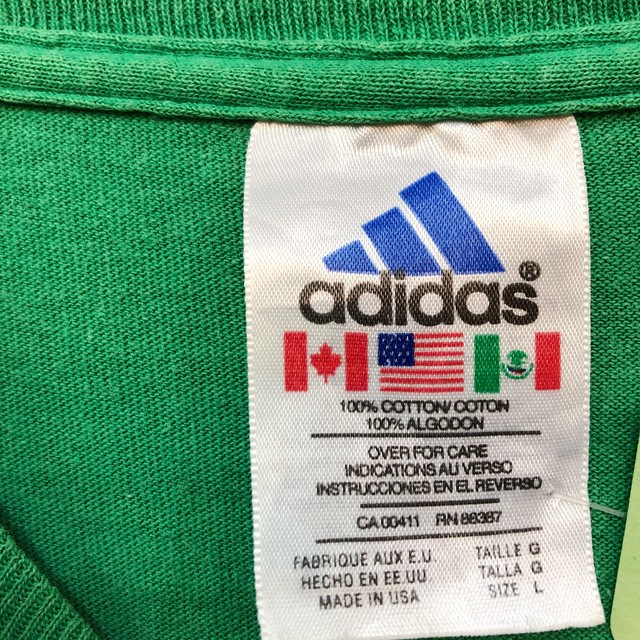 adidas®
100% COTTON/COTON
100% ALGODON
OVER FOR CARE
INDICATIONS AU VERSO
INSTRUCCIONES EN EL REVERSO
CA 00411 RN 88387
FABRIQUE AUX E.U. TAILLE G
HECHO EN EE.UU. TALLA G
MADE IN USA SIZE L